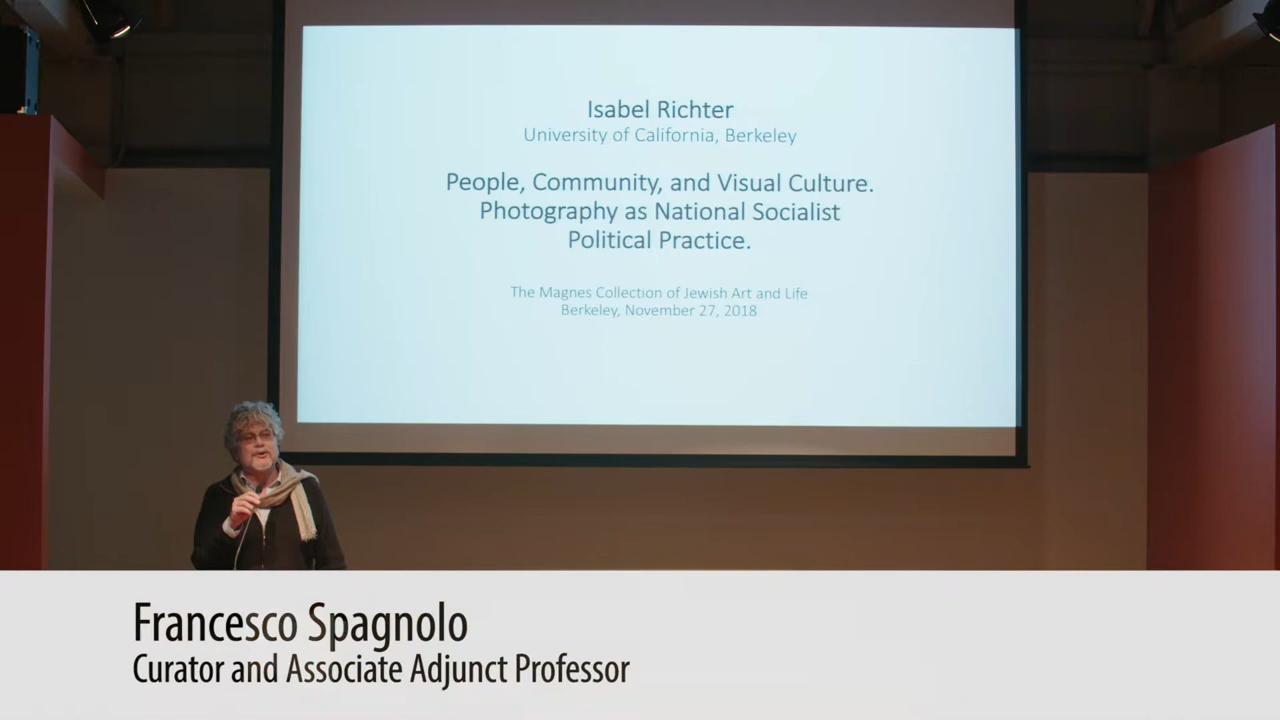 Isabel Richter
University of California, Berkeley
People, Community, and Visual Culture.
Photography as National Socialist
Political Practice.
The Magnes Collection of Jewish Art and Life
Berkeley, November 27, 2018
Francesco Spagnolo
Curator and Associate Adjunct Professor